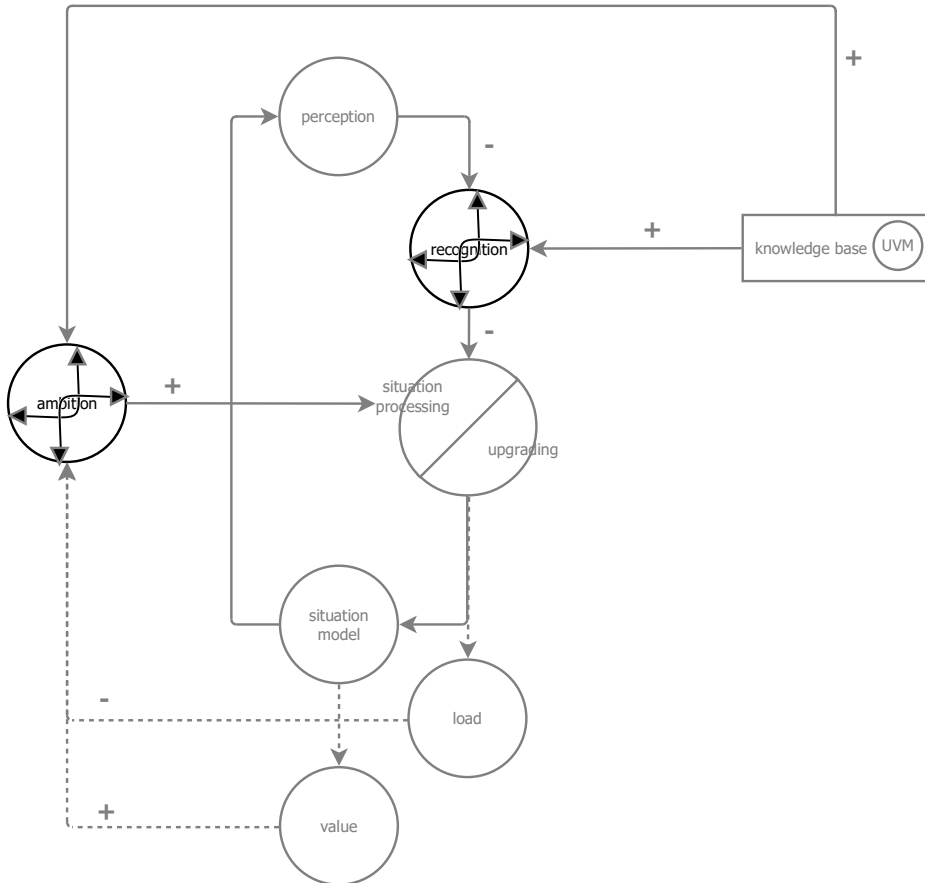 +
perception
-
recognition
+
knowledge base
UVM
-
ambition
+
situation
processing
upgrading
situation
model
-
load
+
value